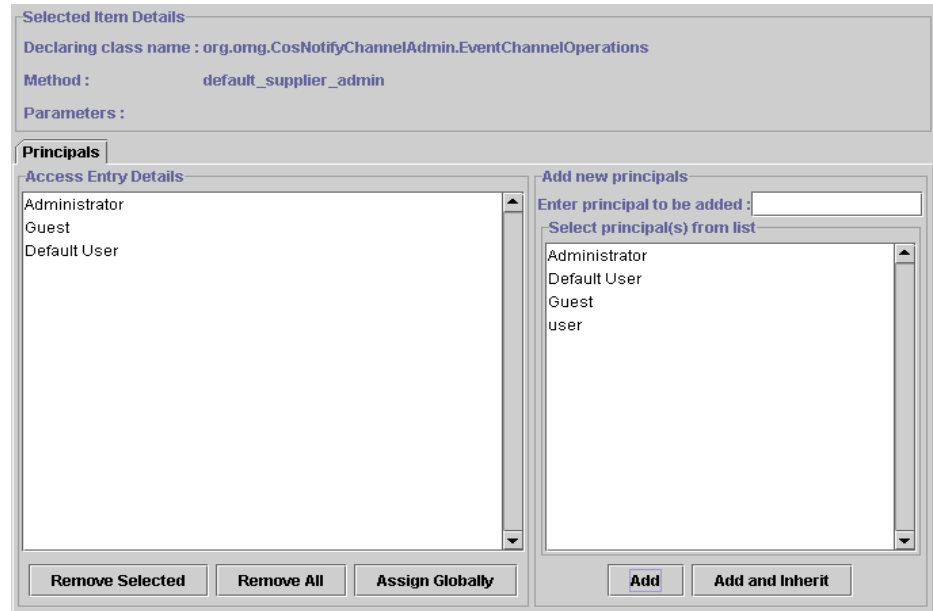 Selected Item Details
Declaring class name : org.omg.CosNotifyChannelAdmin.EventChannelOperations
Method : default_supplier_admin
Parameters :
Principals
Access Entry Details
Administrator
Guest
Default User
Remove Selected Remove All Assign Globally
Add new principals
Enter principal to be added :
Select principal(s) from list
Administrator
Default User
Guest
user
Add Add and Inherit